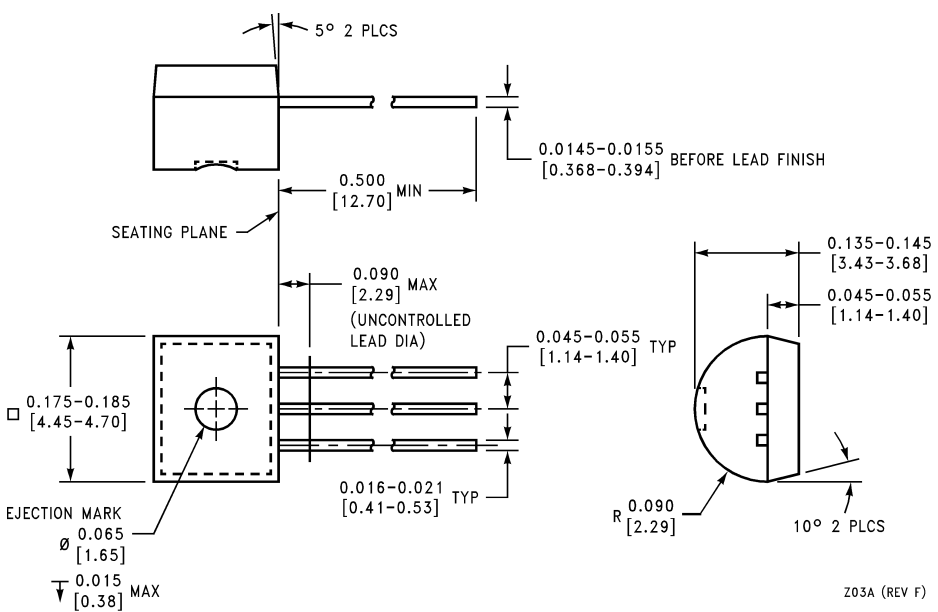 5° 2 PLCS
0.0145-0.0155
[0.368-0.394]
BEFORE LEAD FINISH
0.500
[12.70]
MIN
SEATING PLANE
0.090
[2.29]
MAX
(UNCONTROLLED
LEAD DIA)
0.135-0.145
[3.43-3.68]
0.045-0.055
[1.14-1.40]
0.045-0.055
[1.14-1.40]
TYP
0.175-0.185
[4.45-4.70]
0.016-0.021
[0.41-0.53]
TYP
EJECTION MARK
Ø 0.065
[1.65]
0.015
[0.38]
MAX
R 0.090
[2.29]
10° 2 PLCS
Z03A (REV F)